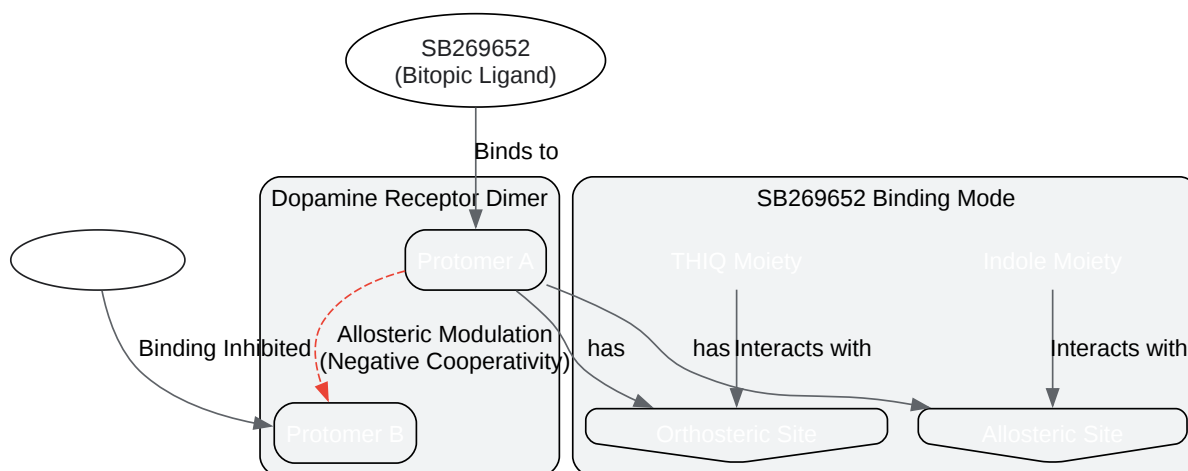 SB269652
(Bitopic Ligand)
Binds to
Dopamine Receptor Dimer
SB269652 Binding Mode
Protomer A
THIQ Moiety
Indole Moiety
Allosteric Modulation
(Negative Cooperativity)
Binding Inhibited
has
has
Interacts with
Interacts with
Protomer B
Orthosteric Site
Allosteric Site